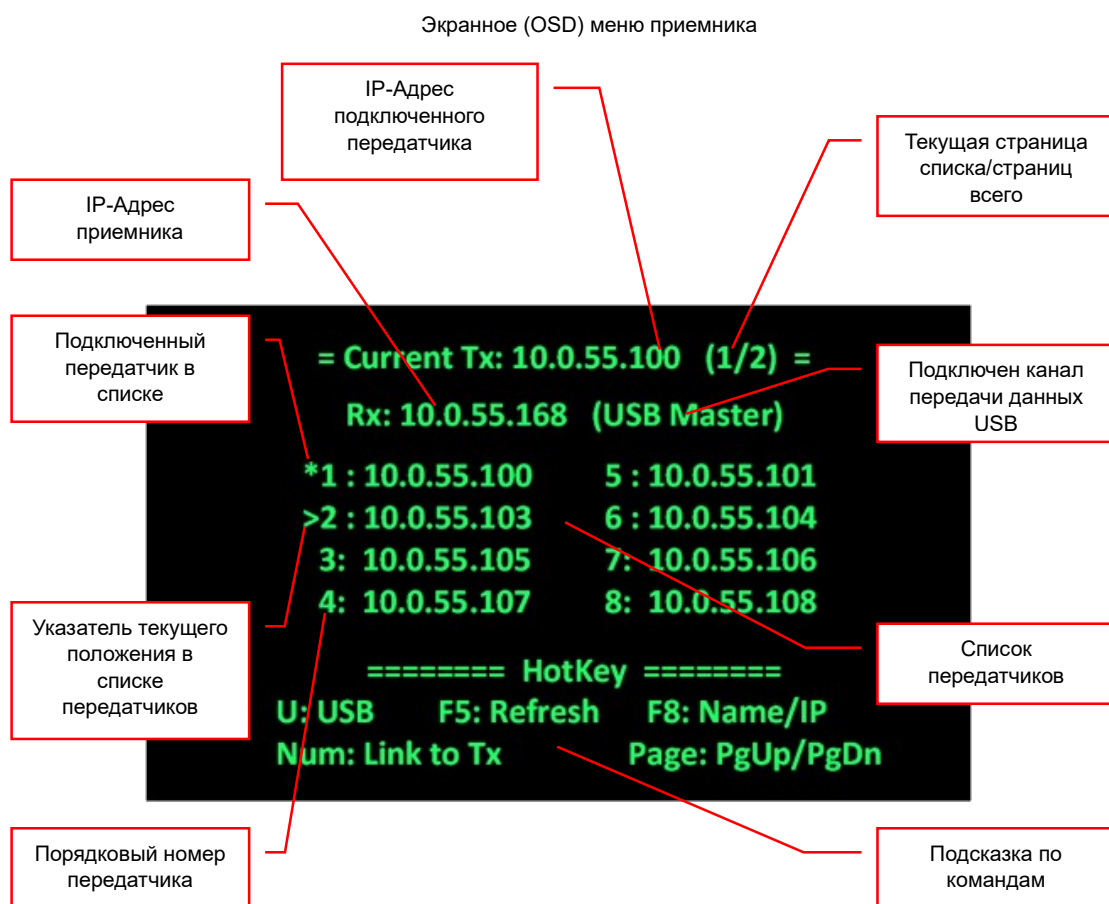 Экранное (OSD) меню приемника
IP-Адрес
подключенного
передатчика
Текущая страница
списка/страниц
всего
IP-Адрес
приемника
Подключенный
передатчик в
списке
= Current Tx: 10.0.55.100 (1/2) =
Rx: 10.0.55.168 (USB Master)
*1 : 10.0.55.100 5 : 10.0.55.101
>2 : 10.0.55.103 6 : 10.0.55.104
3: 10.0.55.105 7: 10.0.55.106
4: 10.0.55.107 8: 10.0.55.108
======== HotKey ========
U: USB F5: Refresh F8: Name/IP
Num: Link to Tx Page: PgUp/PgDn
Подключен канал
передачи данных
USB
Указатель текущего
положения в
списке
передатчиков
Список
передатчиков
Порядковый номер
передатчика
Подсказка по
командам